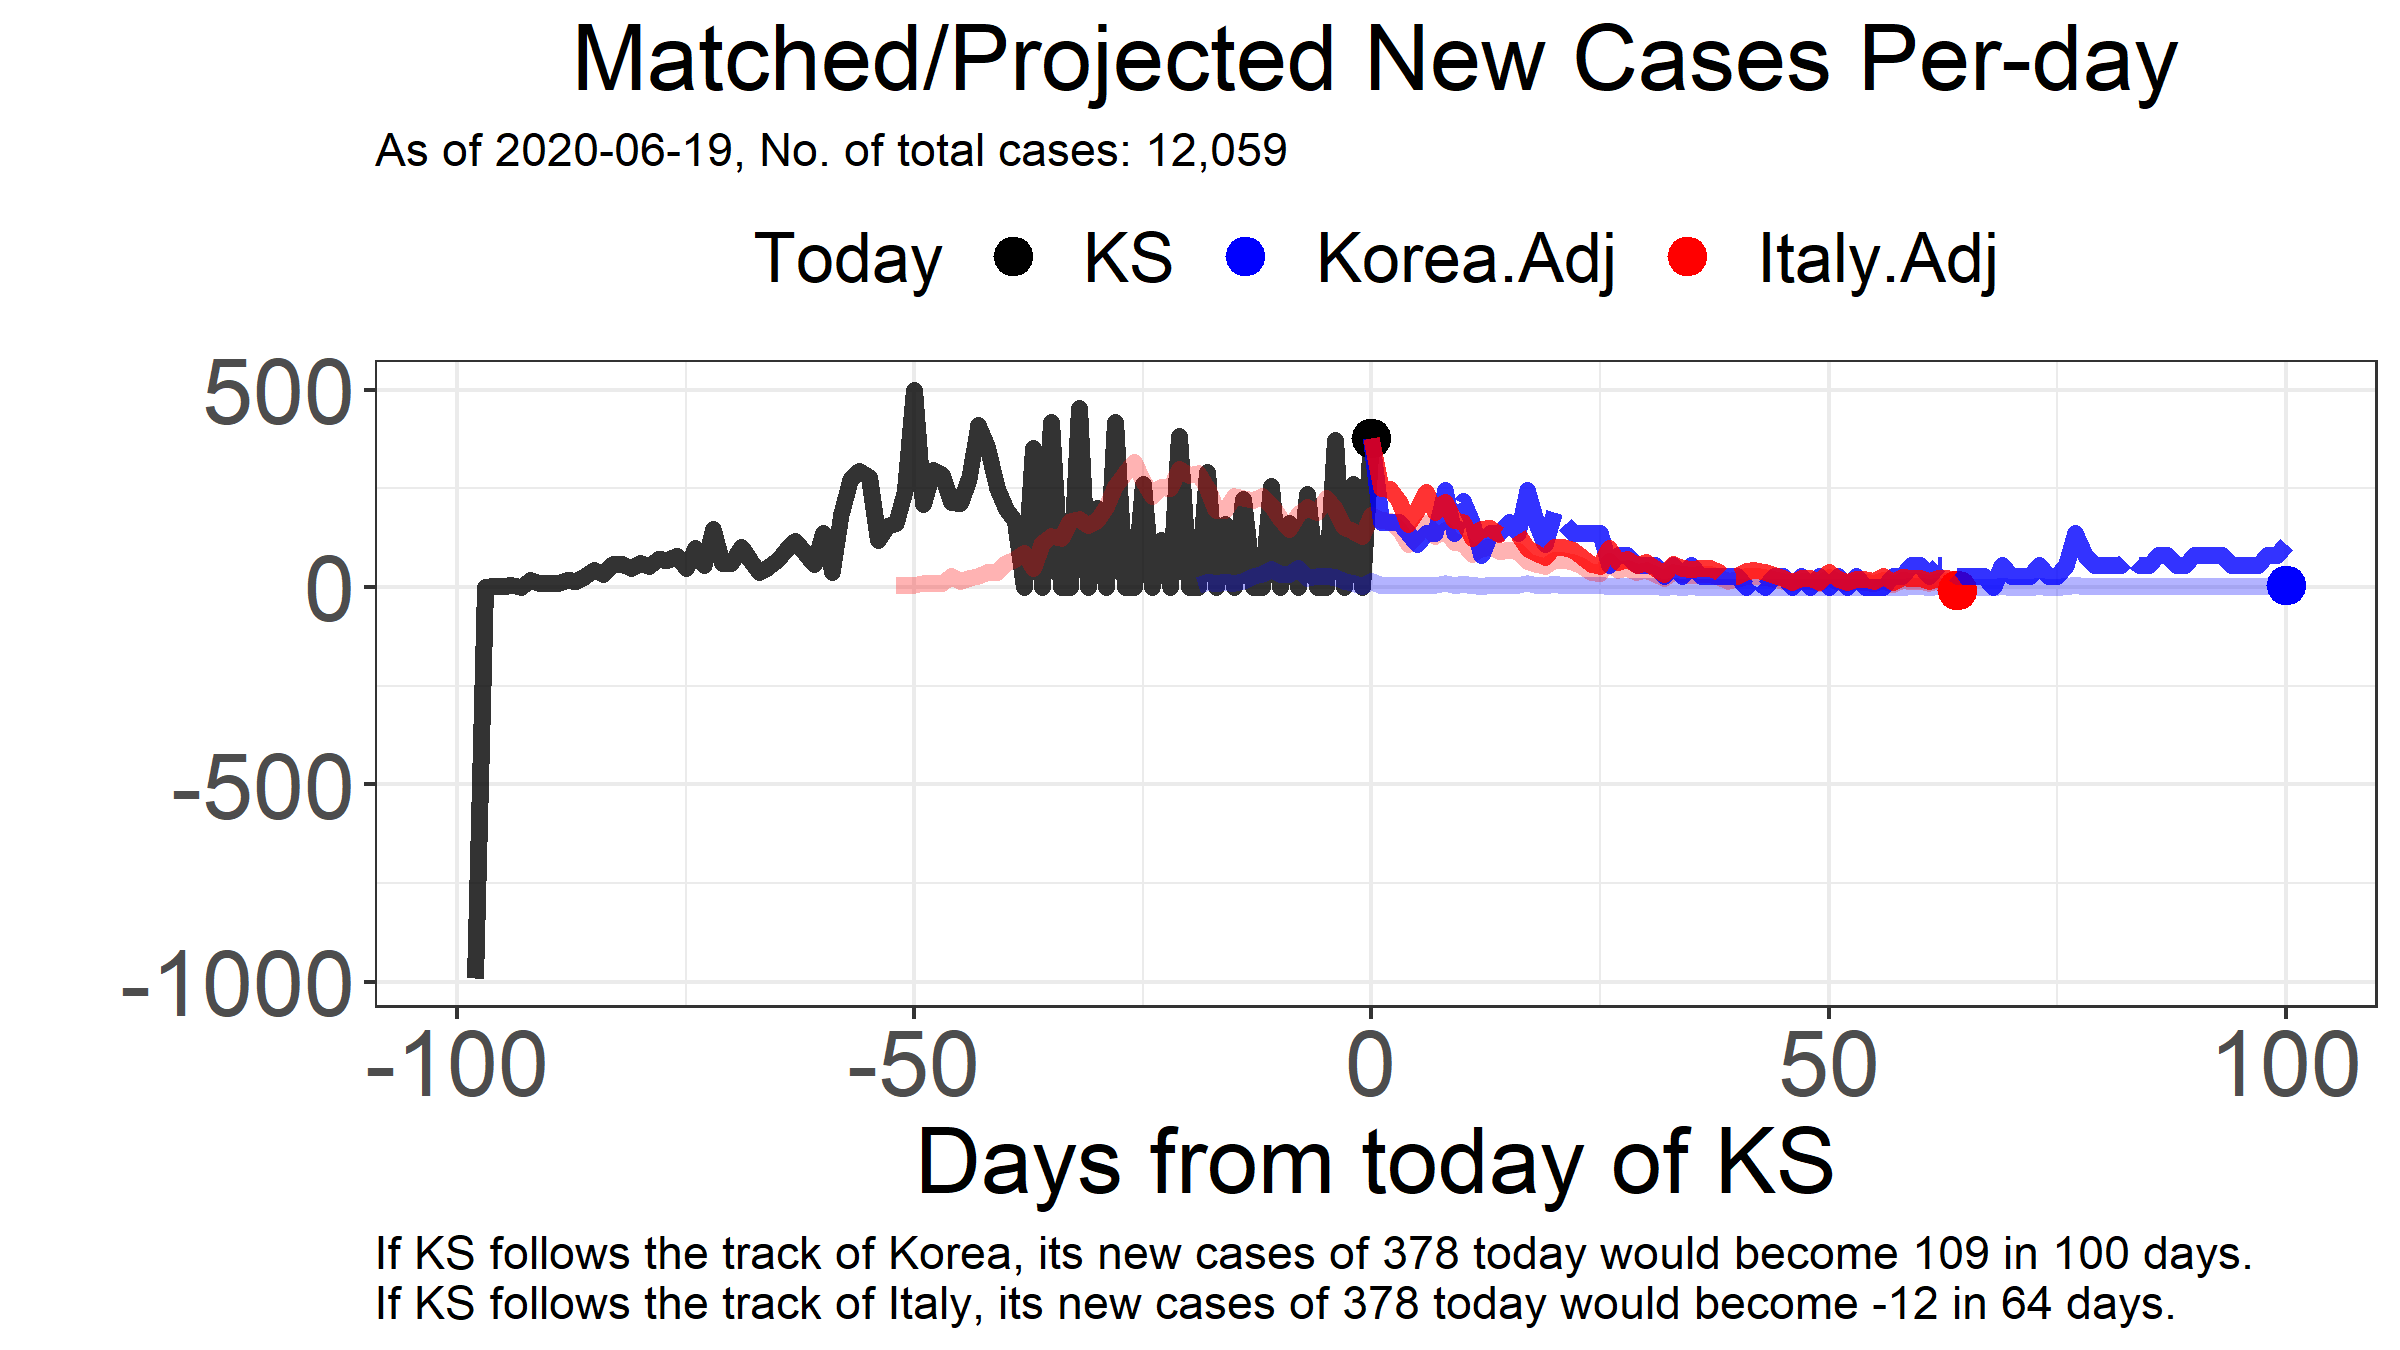 Matched/Projected New Cases Per-day
As of 2020-06-19, No. of total cases: 12,059
Today KS Korea.Adj Italy.Adj
500
0
-500
-1000
-100 -50 0 50 100
Days from today of KS
If KS follows the track of Korea, its new cases of 378 today would become 109 in 100 days.
If KS follows the track of Italy, its new cases of 378 today would become -12 in 64 days.